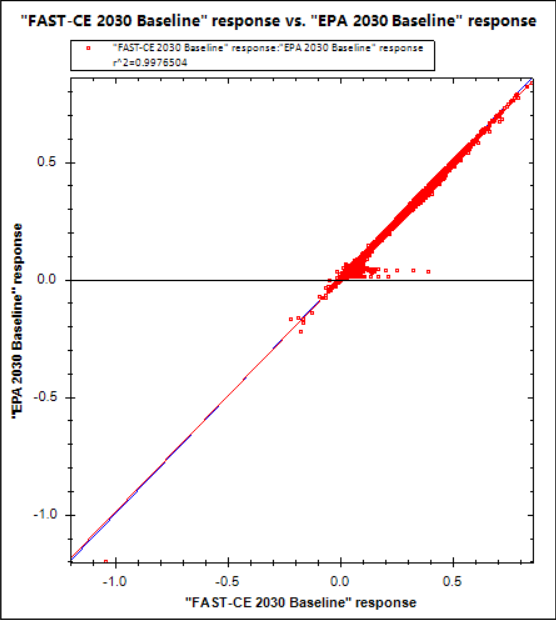 "FAST-CE 2030 Baseline" response vs. "EPA 2030 Baseline" response
"FAST-CE 2030 Baseline" response:"EPA 2030 Baseline" response
r^2=0.9976504
0.5
0.0
-0.5
-1.0
"EPA 2030 Baseline" response
-1.0 -0.5 0.0 0.5
"FAST-CE 2030 Baseline" response